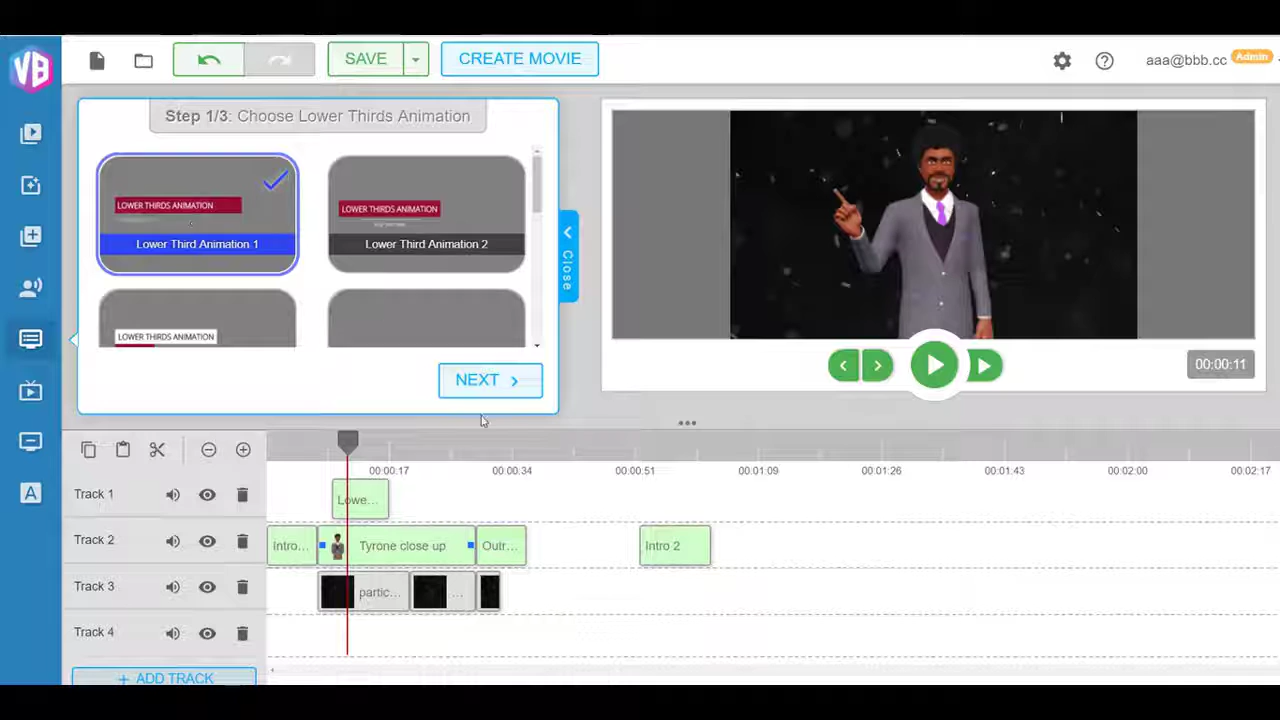 VB
SAVE
CREATE MOVIE
aaa@bbb.cc
Admin
Step 1/3: Choose Lower Thirds Animation
LOWER THIRDS ANIMATION
Lower Third Animation 1
LOWER THIRDS ANIMATION
Lower Third Animation 2
LOWER THIRDS ANIMATION
Close
NEXT
00:00:11
00:00:17
00:00:34
00:00:51
00:01:09
00:01:26
00:01:43
00:02:00
00:02:17
Track 1
Lowe...
Track 2
Intro...
Tyrone close up
Outr...
Intro 2
Track 3
partic...
...
Track 4
+ ADD TRACK
A